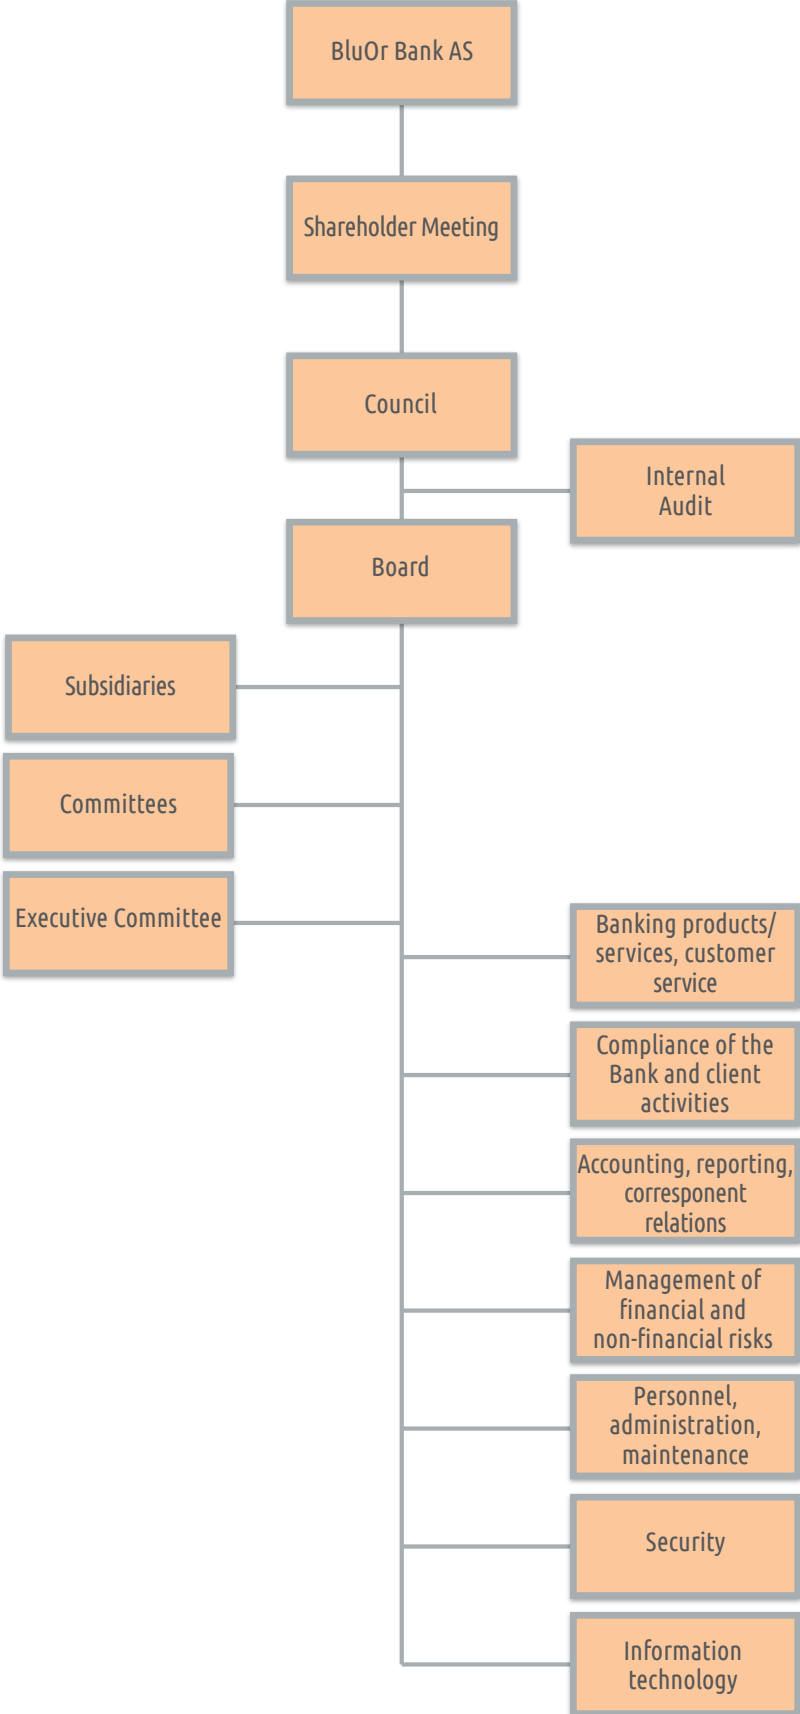 BluOr Bank AS
Shareholder Meeting
Council
Internal
Audit
Board
Subsidiaries
Committees
Executive Committee
Banking products/
services, customer
service
Compliance of the
Bank and client
activities
Accounting, reporting,
corresponent
relations
Management of
financial and
non-financial risks
Personnel,
administration,
maintenance
Security
Information
technology